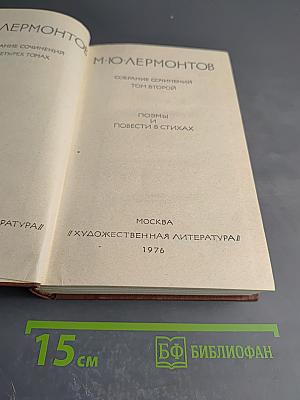 ЛЕРМОНТОВ
АНИЕ СОЧИНЕНИЙ
ЕТЫРЕХ ТОМАХ
РАТУРА//
М·Ю·ЛЕРМОНТОВ
СОБРАНИЕ СОЧИНЕНИЙ
ТОМ ВТОРОЙ
ПОЭМЫ
И
ПОВЕСТИ В СТИХАХ
МОСКВА
//ХУДОЖЕСТВЕННАЯ ЛИТЕРАТУРА//
1976
15 см
БФ БИБЛИОФАН